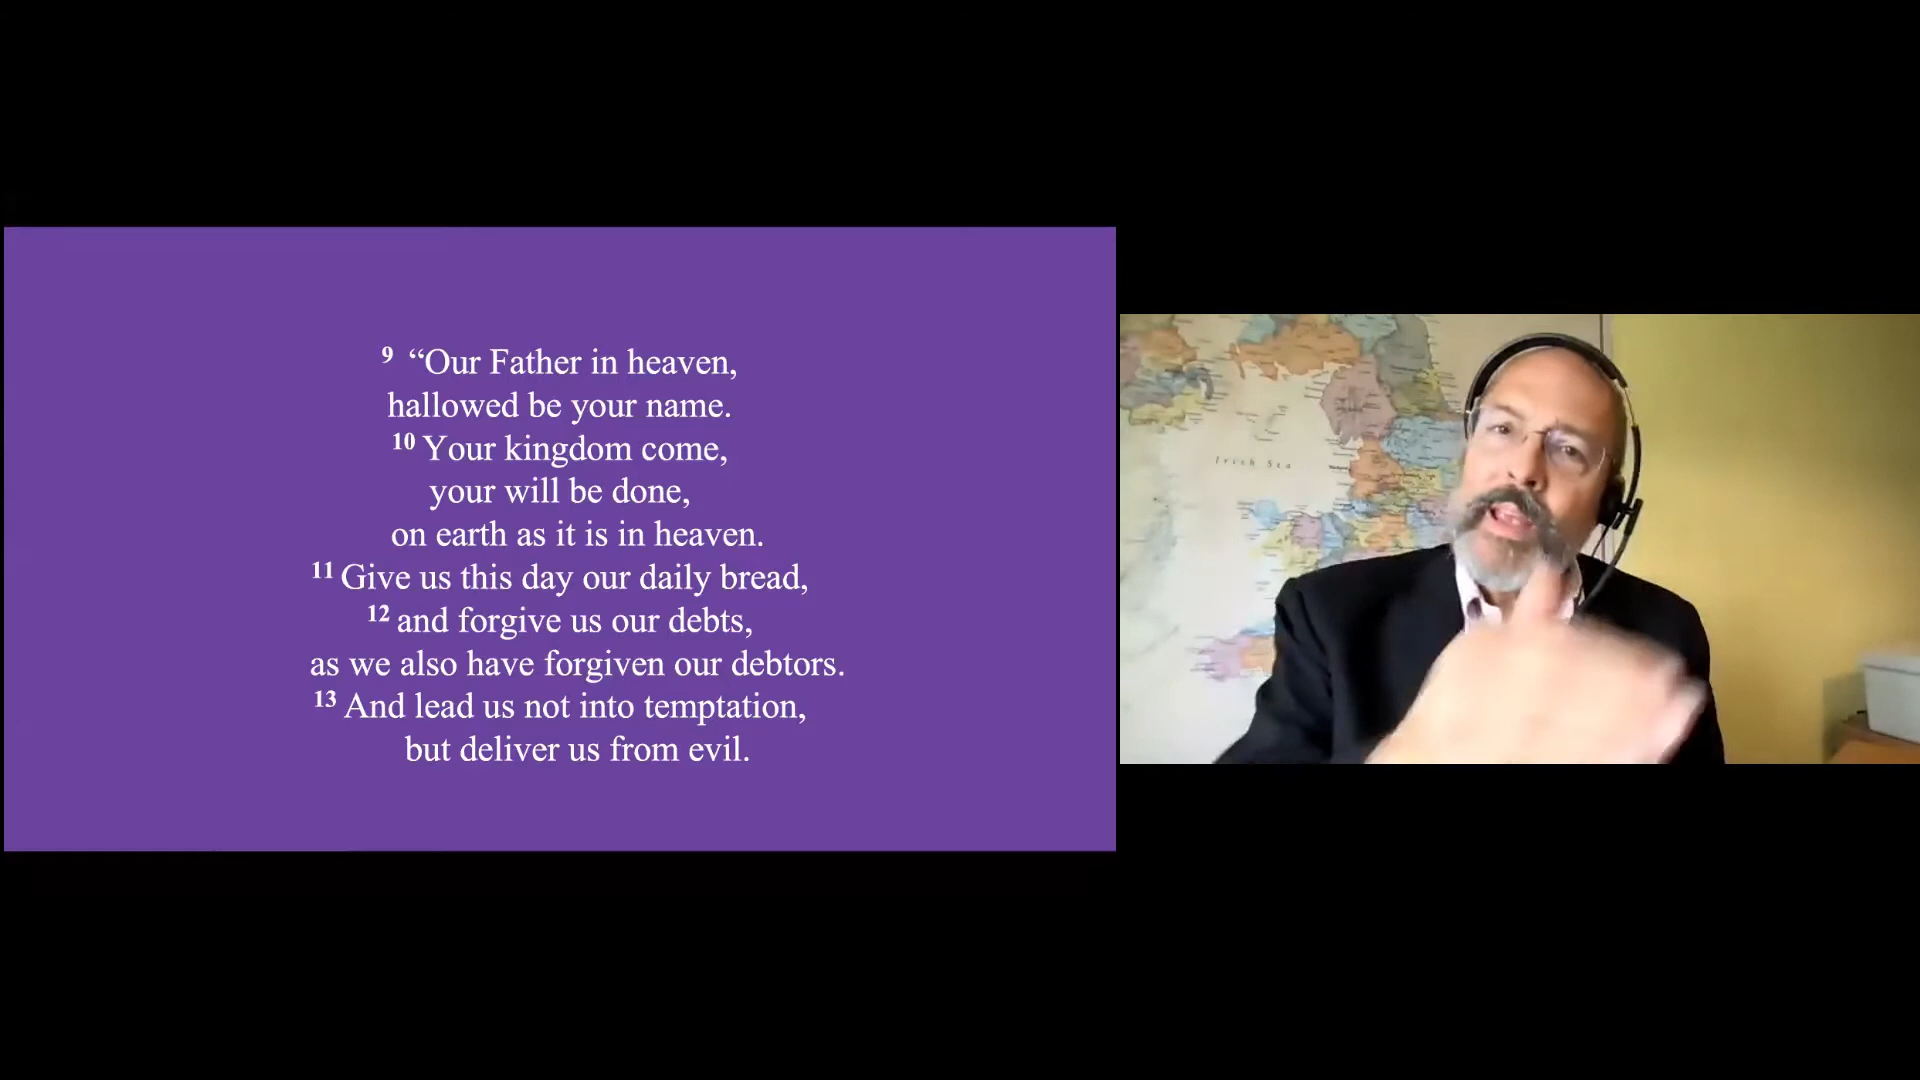 9 “Our Father in heaven,
hallowed be your name.
10 Your kingdom come,
your will be done,
on earth as it is in heaven.
11 Give us this day our daily bread,
12 and forgive us our debts,
as we also have forgiven our debtors.
13 And lead us not into temptation,
but deliver us from evil.
Irish Sea